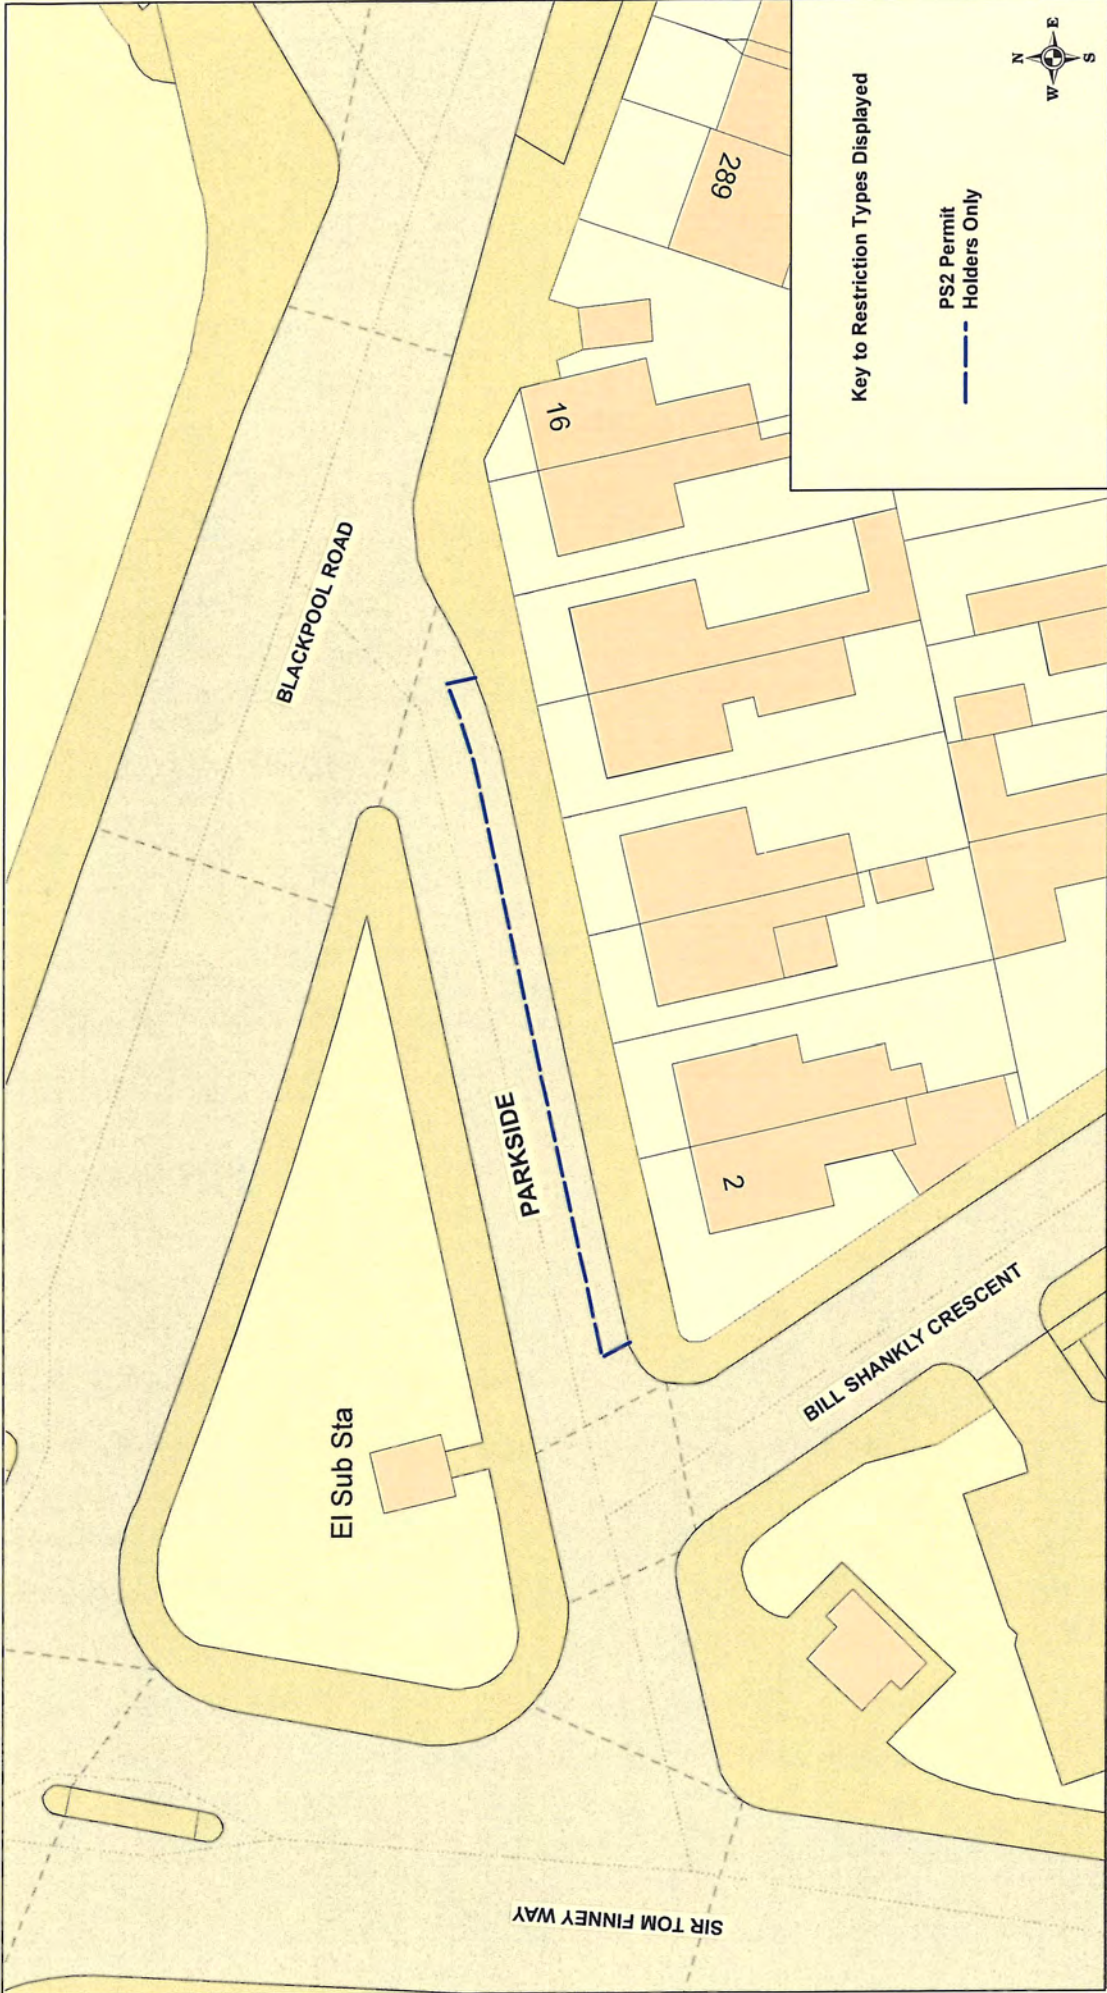 BLACKPOOL ROAD
PARKSIDE
BILL SHANKLY CRESCENT
SIR TOM FINNEY WAY
El Sub Sta
289
16
2
Key to Restriction Types Displayed
PS2 Permit
Holders Only
N
W E
S